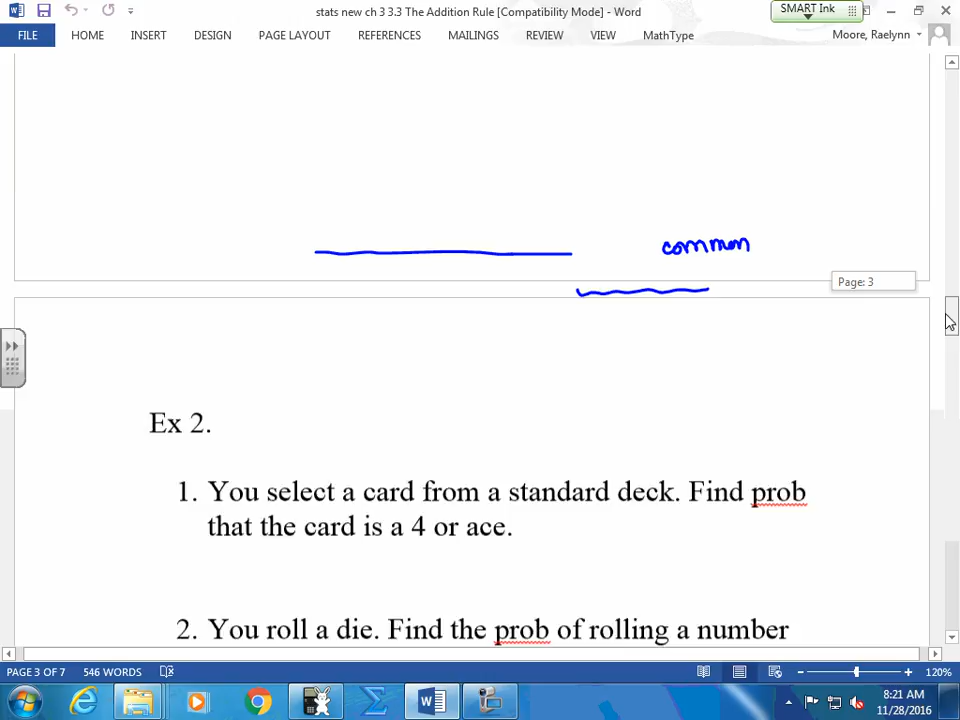 stats new ch 3 3.3 The Addition Rule [Compatibility Mode] - Word
SMART Ink
FILE HOME INSERT DESIGN PAGE LAYOUT REFERENCES MAILINGS REVIEW VIEW MathType Moore, Raelynn
common
Page: 3
Ex 2.
1. You select a card from a standard deck. Find prob
that the card is a 4 or ace.
2. You roll a die. Find the prob of rolling a number
PAGE 3 OF 7 546 WORDS 120%
8:21 AM
11/28/2016